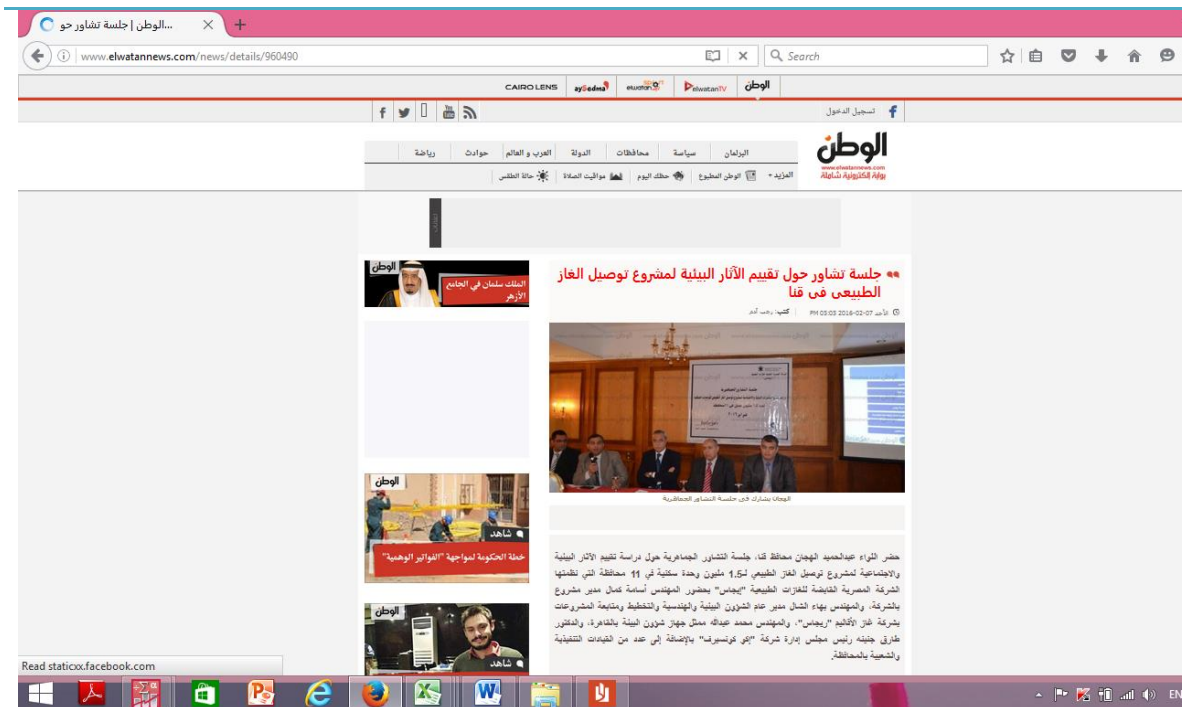 الوطن | جلسة تشاور حو...
www.elwatannews.com/news/details/960490
Search
CAIRO LENS
elwatanTV
الوطن
تسجيل الدخول
الوطن
www.elwatannews.com
بوابة إلكترونية شاملة
البرلمان سياسة محافظات الدولة العرب و العالم حوادث رياضة
المزيد الوطن المطبوع حظك اليوم مواقيت الصلاة حالة الطقس
جلسة تشاور حول تقييم الآثار البيئية لمشروع توصيل الغاز
الطبيعى فى قنا
الأحد 07-02-2016 03:03 PM كتب:
الهجان يشارك فى جلسة التشاور الجماهيرية
حضر اللواء عبدالحميد الهجان محافظ قنا، جلسة التشاور الجماهرية حول دراسة تقييم الآثار البيئية
والاجتماعية لمشروع توصيل الغاز الطبيعي لـ1.5 مليون وحدة سكنية في 11 محافظة التي نظمتها
الشركة المصرية القابضة للغازات الطبيعية "إيجاس" بحضور المهندس أسامة كمال مدير مشروع
بالشركة، والمهندس بهاء الشال مدير عام الشؤون البيئية والهندسية والتخطيط ومتابعة المشروعات
بشركة غاز الأقاليم "ريجاس"، والمهندس محمد عبدالله ممثل جهاز شؤون البيئة بالقاهرة، والدكتور
طارق جنينه رئيس مجلس إدارة شركة "إكو كونسيرف" بالإضافة إلى عدد من القيادات التنفيذية
والشعبية بالمحافظة.
الوطن
الملك سلمان في الجامع
الأزهر
الوطن
شاهد
خطة الحكومة لمواجهة "الفواتير الوهمية"
الوطن
شاهد
Read staticxx.facebook.com
EN